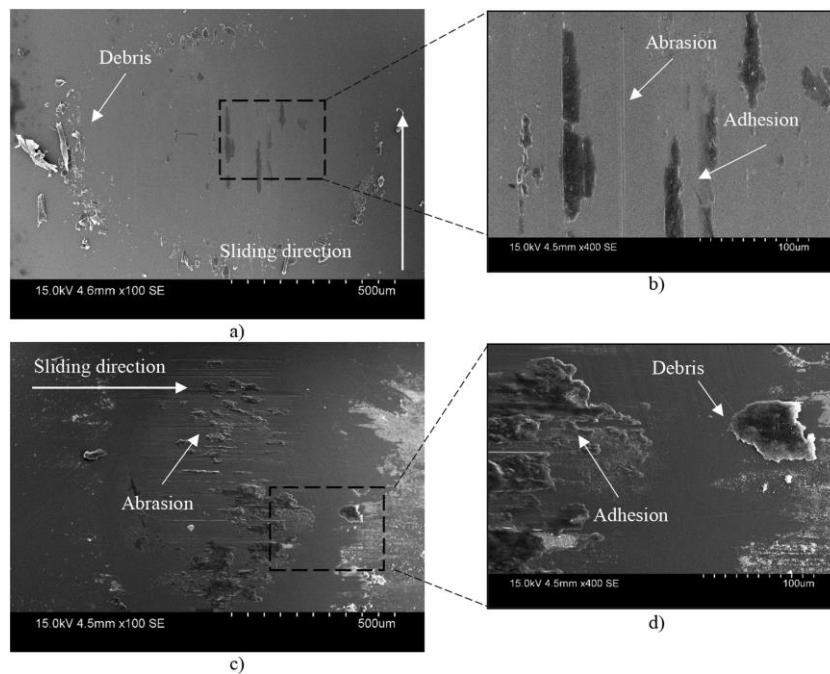 Debris
Sliding direction
15.0kV 4.6mm x100 SE 500um
a)
Abrasion
Adhesion
15.0kV 4.5mm x400 SE 100um
b)
Sliding direction
Abrasion
15.0kV 4.5mm x100 SE 500um
c)
Debris
Adhesion
15.0kV 4.5mm x400 SE 100um
d)